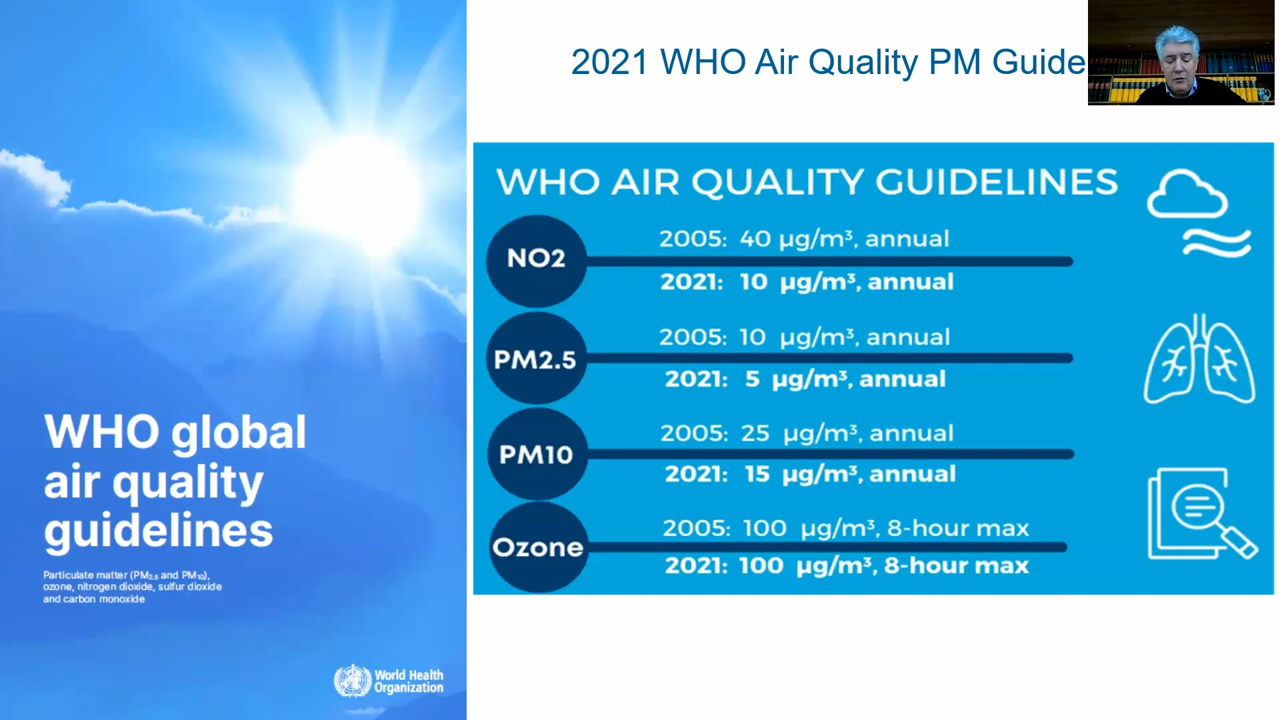 2021 WHO Air Quality PM Guide
WHO AIR QUALITY GUIDELINES
NO2
2005: 40 µg/m³, annual
2021: 10 µg/m³, annual
PM2.5
2005: 10 µg/m³, annual
2021: 5 µg/m³, annual
PM10
2005: 25 µg/m³, annual
2021: 15 µg/m³, annual
Ozone
2005: 100 µg/m³, 8-hour max
2021: 100 µg/m³, 8-hour max
WHO global
air quality
guidelines
Particulate matter (PM₂.₅ and PM₁₀),
ozone, nitrogen dioxide, sulfur dioxide
and carbon monoxide
World Health
Organization